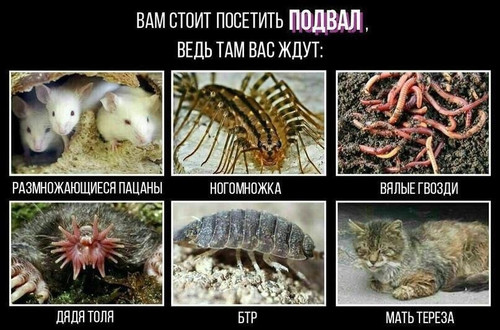 ВАМ СТОИТ ПОСЕТИТЬ ПОДВАЛ,
ВЕДЬ ТАМ ВАС ЖДУТ:
РАЗМНОЖАЮЩИЕСЯ ПАЦАНЫ
НОГОМНОЖКА
ВЯЛЫЕ ГВОЗДИ
ДЯДЯ ТОЛЯ
БТР
МАТЬ ТЕРЕЗА